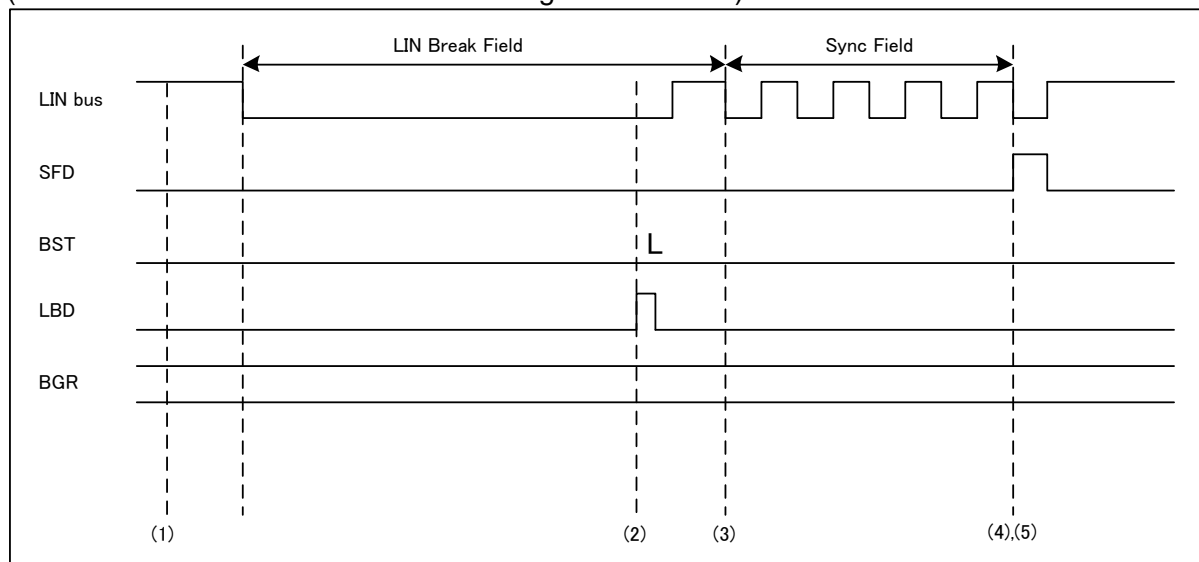 LIN Break Field
Sync Field
LIN bus
SFD
BST
L
LBD
BGR
(1)
(2)
(3)
(4),(5)